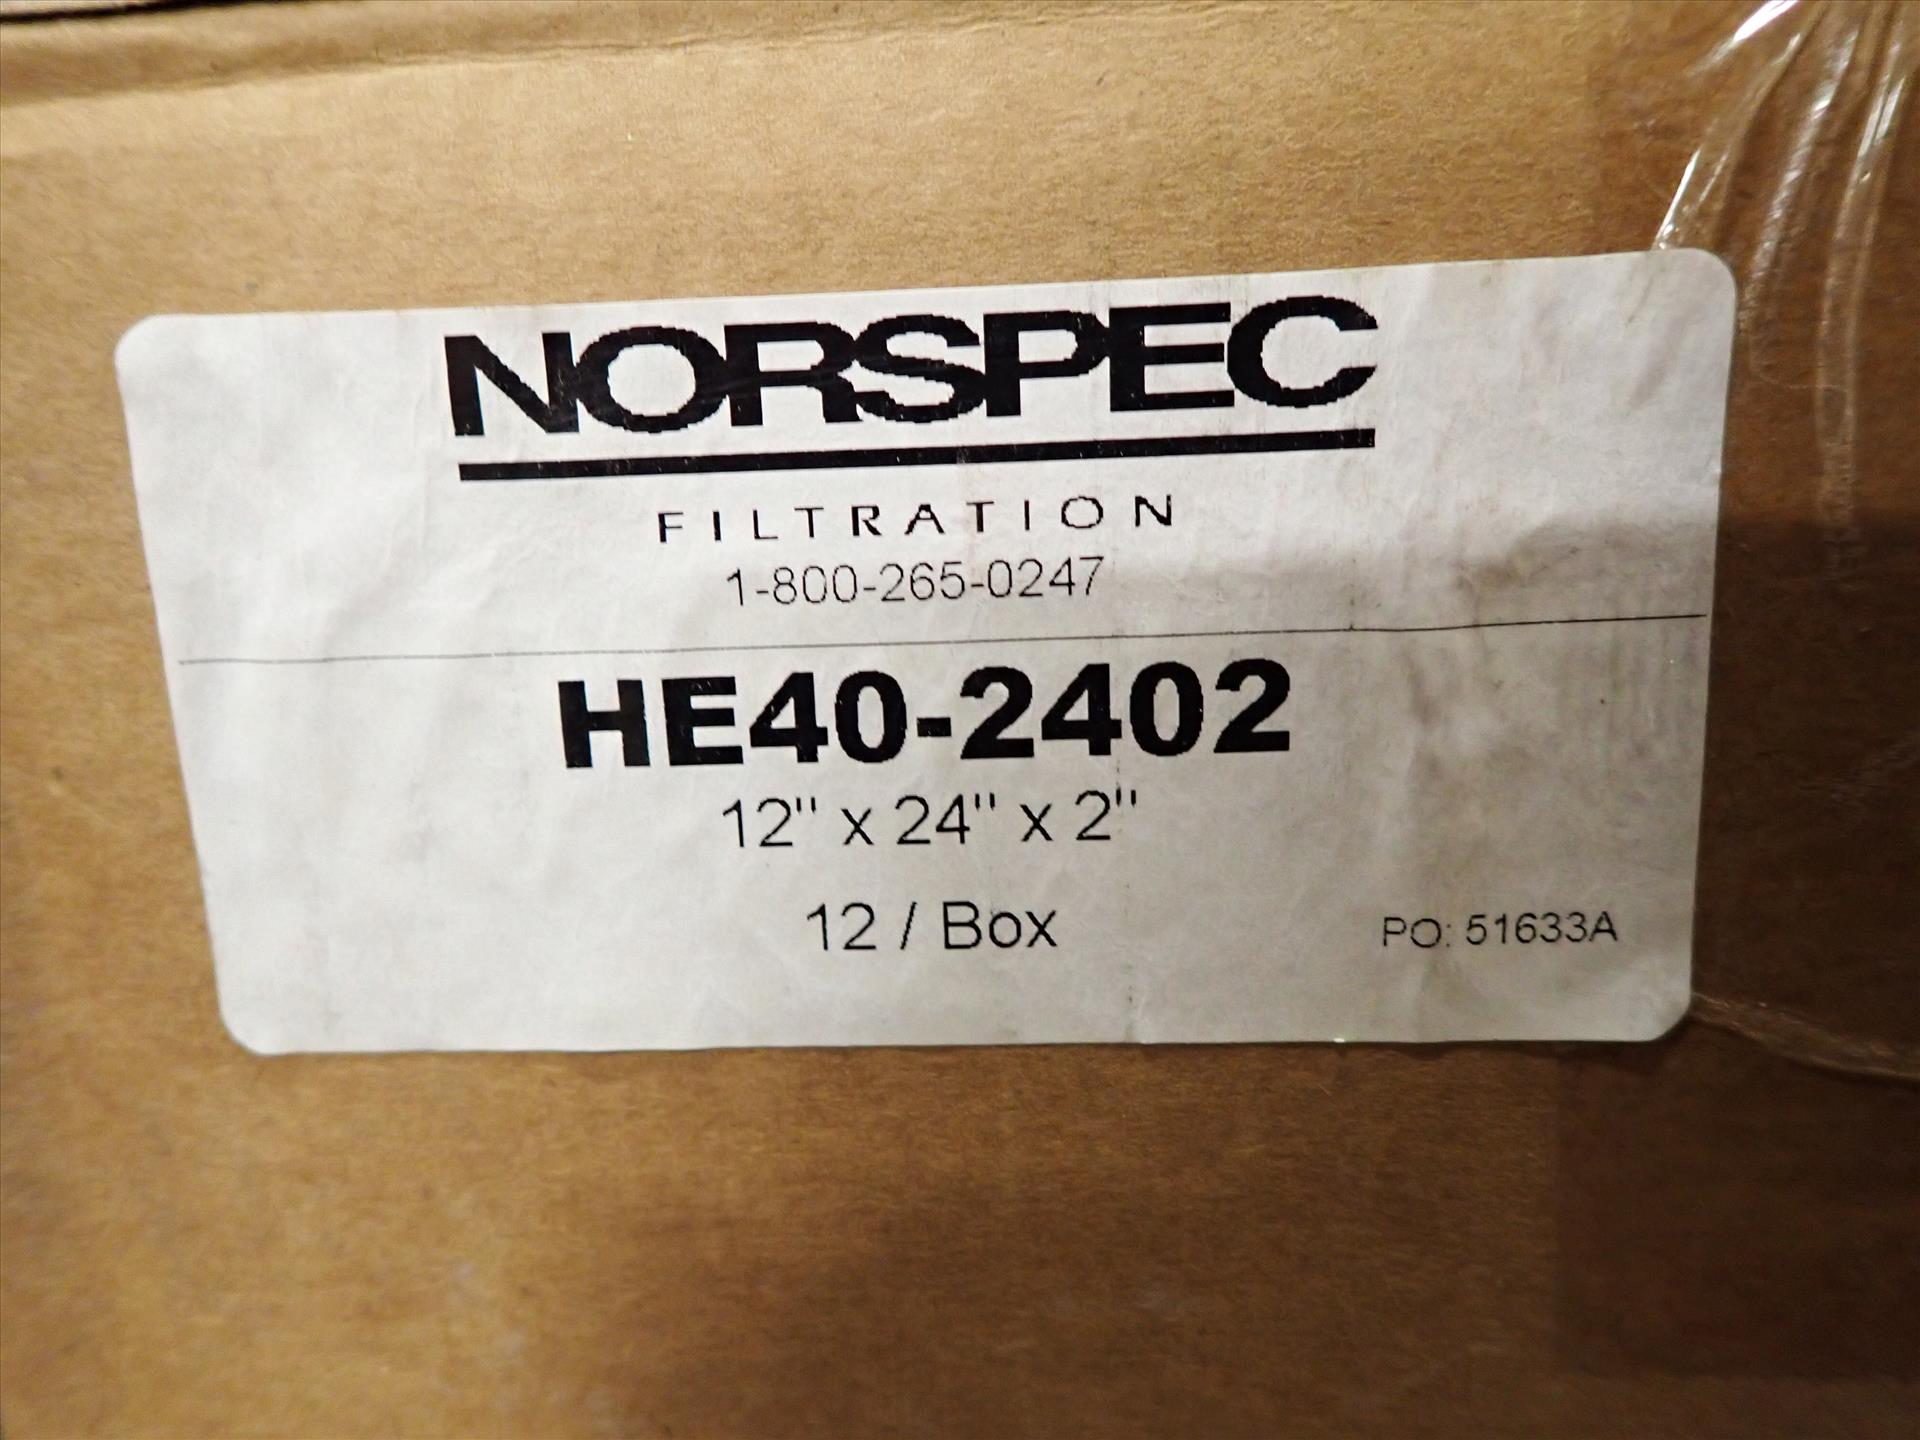 NORSPEC
FILTRATION
1-800-265-0247
HE40-2402
12" x 24" x 2"
12 / Box PO: 51633A